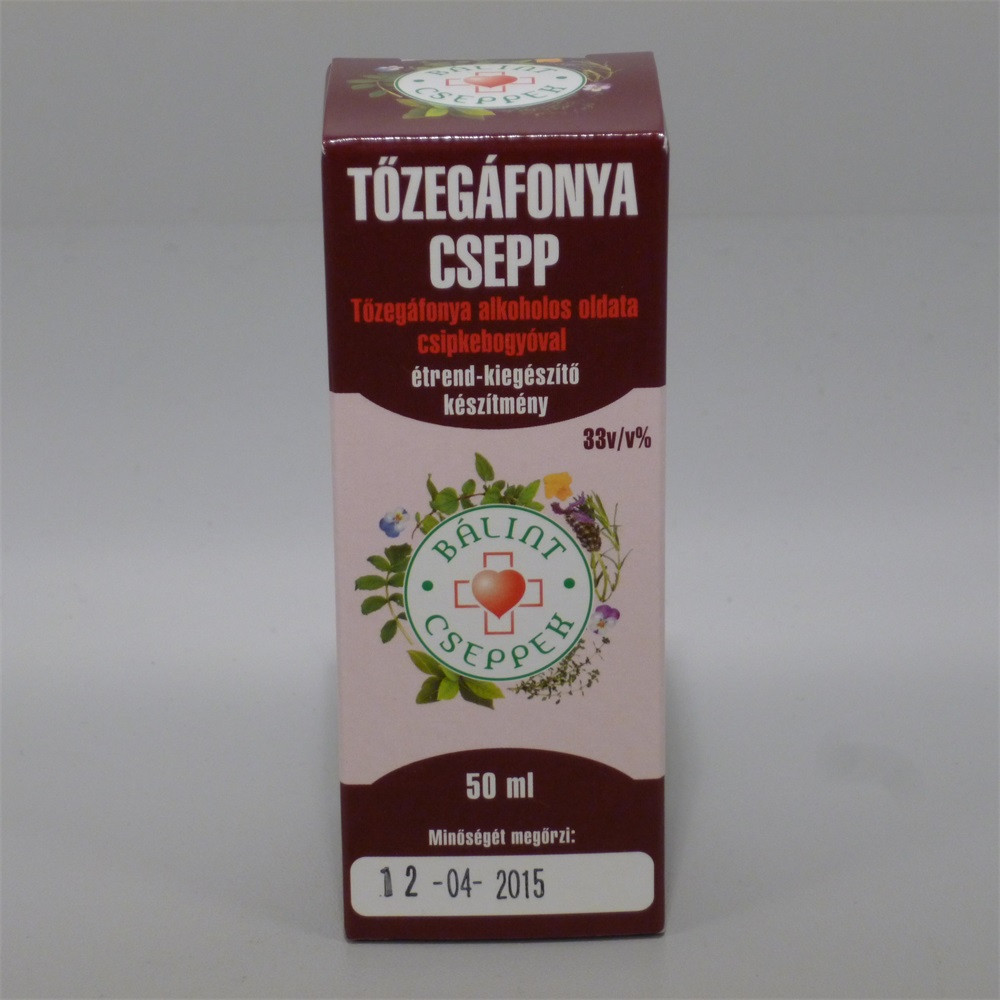 BÁLINT
CSEPPEK
TŐZEGÁFONYA
CSEPP
Tőzegáfonya alkoholos oldata
csipkebogyóval
étrend-kiegészítő
készítmény
33v/v%
BÁLINT
CSEPPEK
50 ml
Minőségét megőrzi:
12 -04- 2015